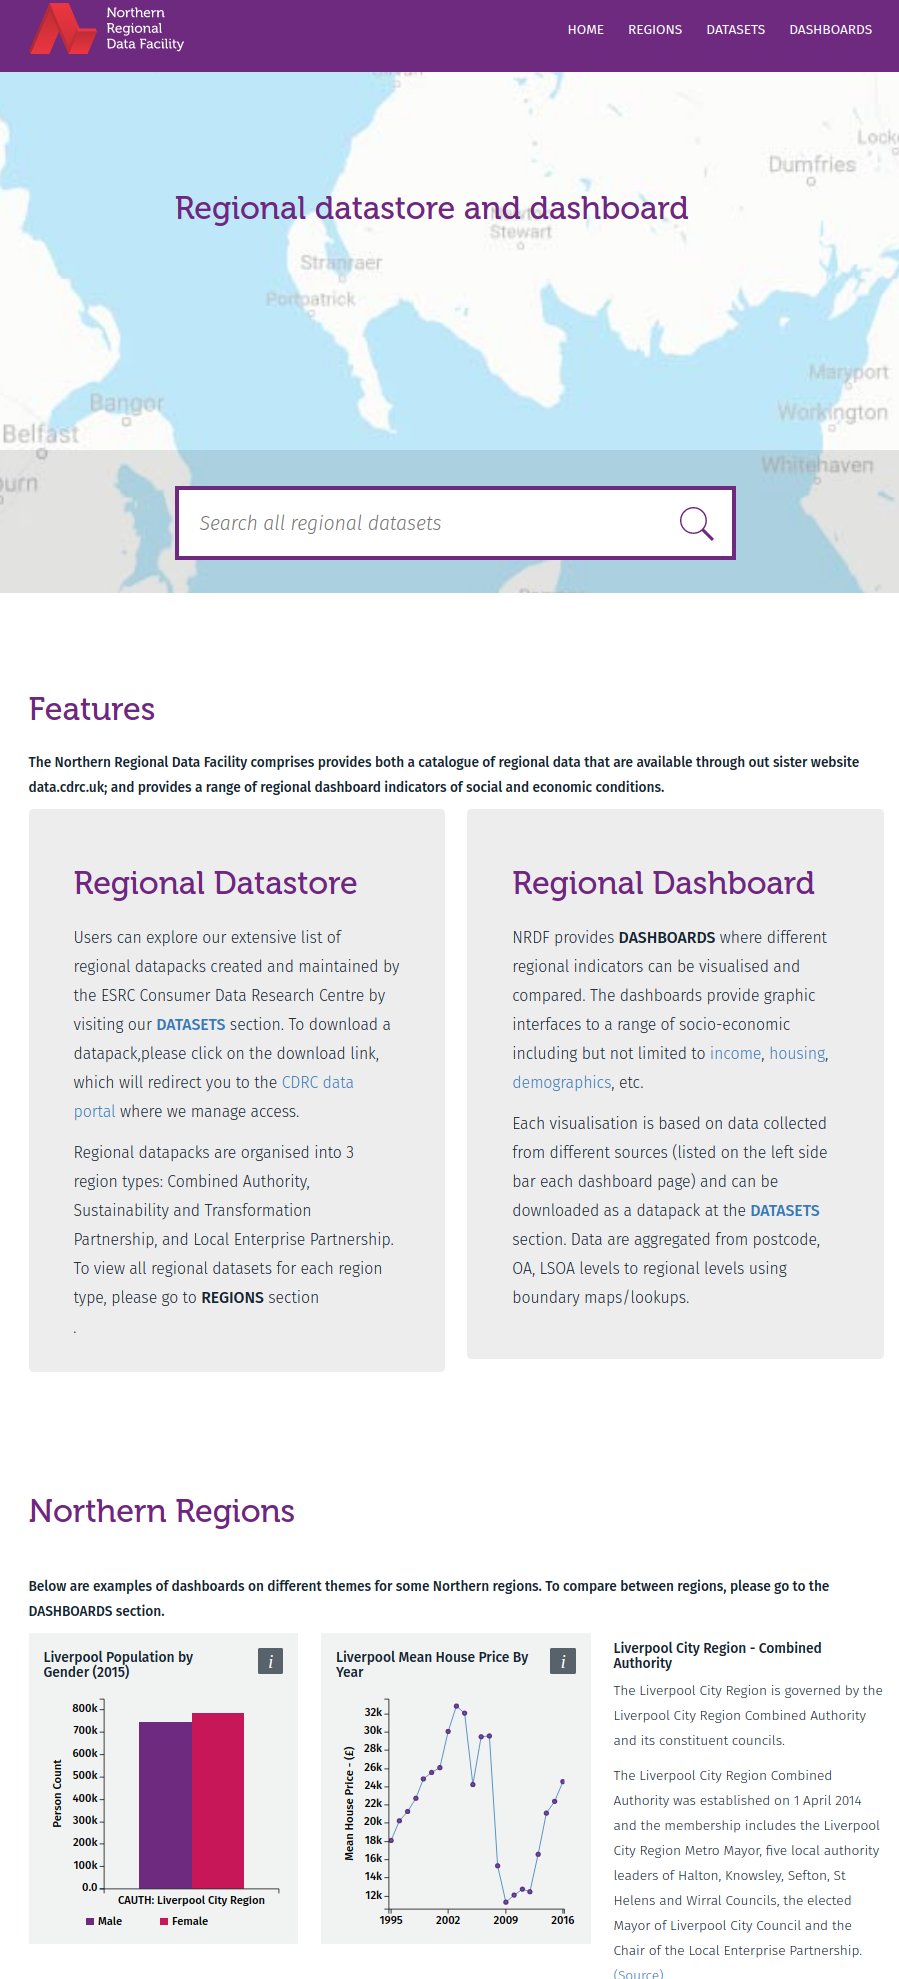 Northern
Regional
Data Facility
HOME REGIONS DATASETS DASHBOARDS
Dumfries
Regional datastore and dashboard
Stewart
Stranraer
Portpatrick
Maryport
Bangor
Workington
Belfast
Whitehaven
Search all regional datasets
Features
The Northern Regional Data Facility comprises provides both a catalogue of regional data that are available through out sister website
data.cdrc.uk; and provides a range of regional dashboard indicators of social and economic conditions.
Regional Datastore
Users can explore our extensive list of
regional datapacks created and maintained by
the ESRC Consumer Data Research Centre by
visiting our DATASETS section. To download a
datapack,please click on the download link,
which will redirect you to the CDRC data
portal where we manage access.
Regional datapacks are organised into 3
region types: Combined Authority,
Sustainability and Transformation
Partnership, and Local Enterprise Partnership.
To view all regional datasets for each region
type, please go to REGIONS section
.
Regional Dashboard
NRDF provides DASHBOARDS where different
regional indicators can be visualised and
compared. The dashboards provide graphic
interfaces to a range of socio-economic
including but not limited to income, housing,
demographics, etc.
Each visualisation is based on data collected
from different sources (listed on the left side
bar each dashboard page) and can be
downloaded as a datapack at the DATASETS
section. Data are aggregated from postcode,
OA, LSOA levels to regional levels using
boundary maps/lookups.
Northern Regions
Below are examples of dashboards on different themes for some Northern regions. To compare between regions, please go to the
DASHBOARDS section.
Liverpool Population by
Gender (2015)
i
Person Count
800k
700k
600k
500k
400k
300k
200k
100k
0.0
CAUTH: Liverpool City Region
Male Female
Liverpool Mean House Price By
Year
i
Mean House Price - (£)
32k
30k
28k
26k
24k
22k
20k
18k
16k
14k
12k
1995 2002 2009 2016
Liverpool City Region - Combined
Authority
The Liverpool City Region is governed by the
Liverpool City Region Combined Authority
and its constituent councils.
The Liverpool City Region Combined
Authority was established on 1 April 2014
and the membership includes the Liverpool
City Region Metro Mayor, five local authority
leaders of Halton, Knowsley, Sefton, St
Helens and Wirral Councils, the elected
Mayor of Liverpool City Council and the
Chair of the Local Enterprise Partnership.
(Source)